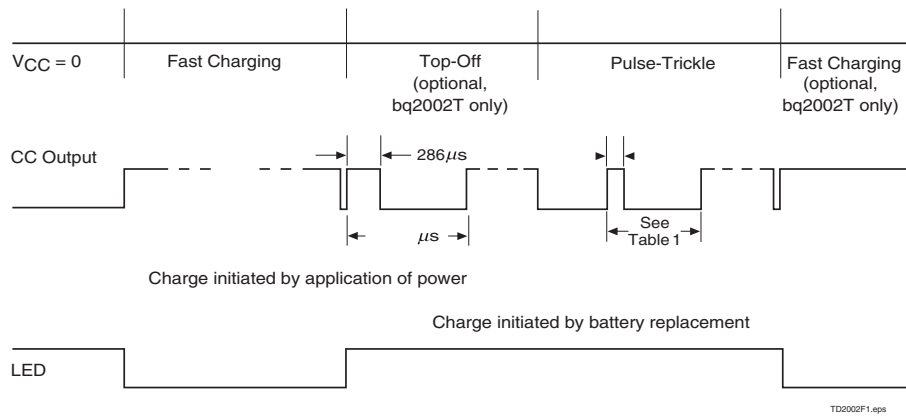 VCC = 0
Fast Charging
Top-Off
(optional,
bq2002T only)
Pulse-Trickle
Fast Charging
(optional,
bq2002T only)
CC Output
286µs
µs
See
Table 1
Charge initiated by application of power
Charge initiated by battery replacement
LED
TD2002F1.eps